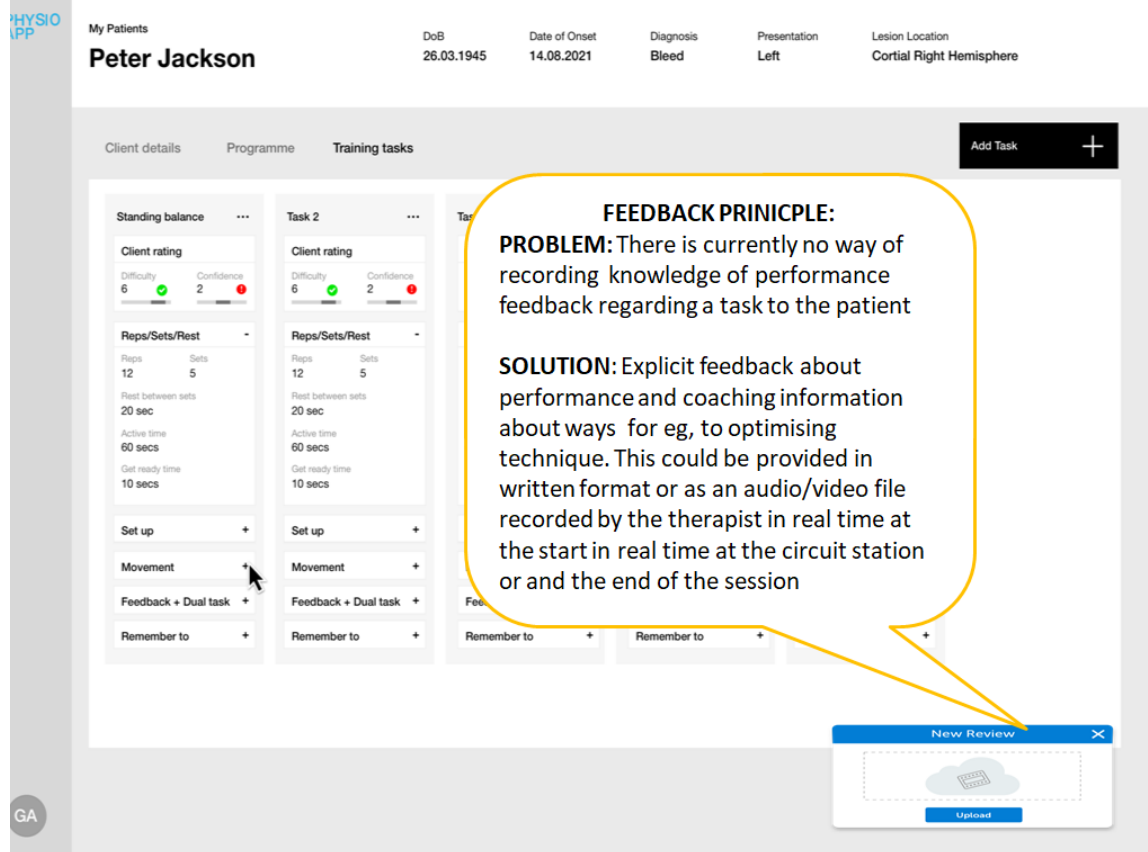 PHYSIO
APP
My Patients
Peter Jackson
DoB
26.03.1945
Date of Onset
14.08.2021
Diagnosis
Bleed
Presentation
Left
Lesion Location
Cortial Right Hemisphere
Client details
Programme
Training tasks
Add Task
Standing balance ...
Client rating
Difficulty Confidence
6 2
Reps/Sets/Rest -
Reps Sets
12 5
Rest between sets
20 sec
Active time
60 secs
Get ready time
10 secs
Set up +
Movement +
Feedback + Dual task +
Remember to +
Task 2 ...
Client rating
Difficulty Confidence
6 2
Reps/Sets/Rest -
Reps Sets
12 5
Rest between sets
20 sec
Active time
60 secs
Get ready time
10 secs
Set up +
Movement +
Feedback + Dual task +
Remember to +
Remember to +
Remember to +
+
FEEDBACK PRINICPLE:
PROBLEM: There is currently no way of
recording knowledge of performance
feedback regarding a task to the patient
SOLUTION: Explicit feedback about
performance and coaching information
about ways for eg, to optimising
technique. This could be provided in
written format or as an audio/video file
recorded by the therapist in real time at
the start in real time at the circuit station
or and the end of the session
New Review
Upload
GA